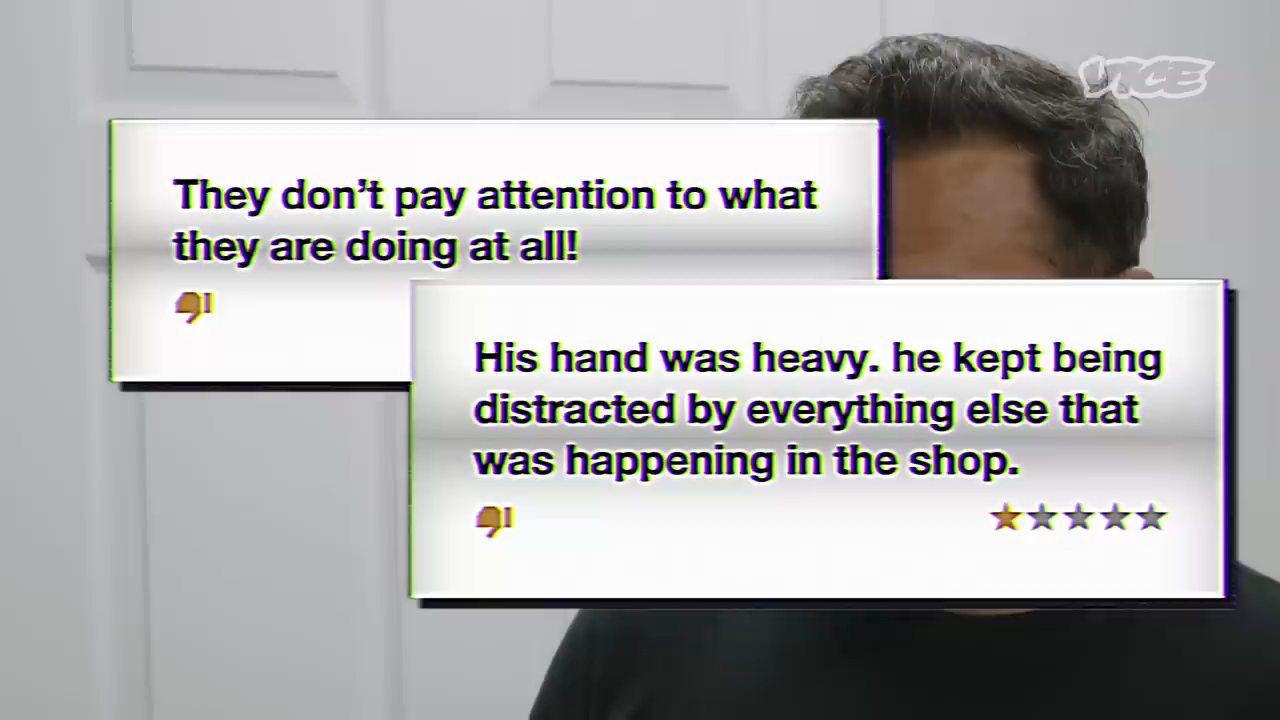 VICE
They don't pay attention to what
they are doing at all!
His hand was heavy. he kept being
distracted by everything else that
was happening in the shop.